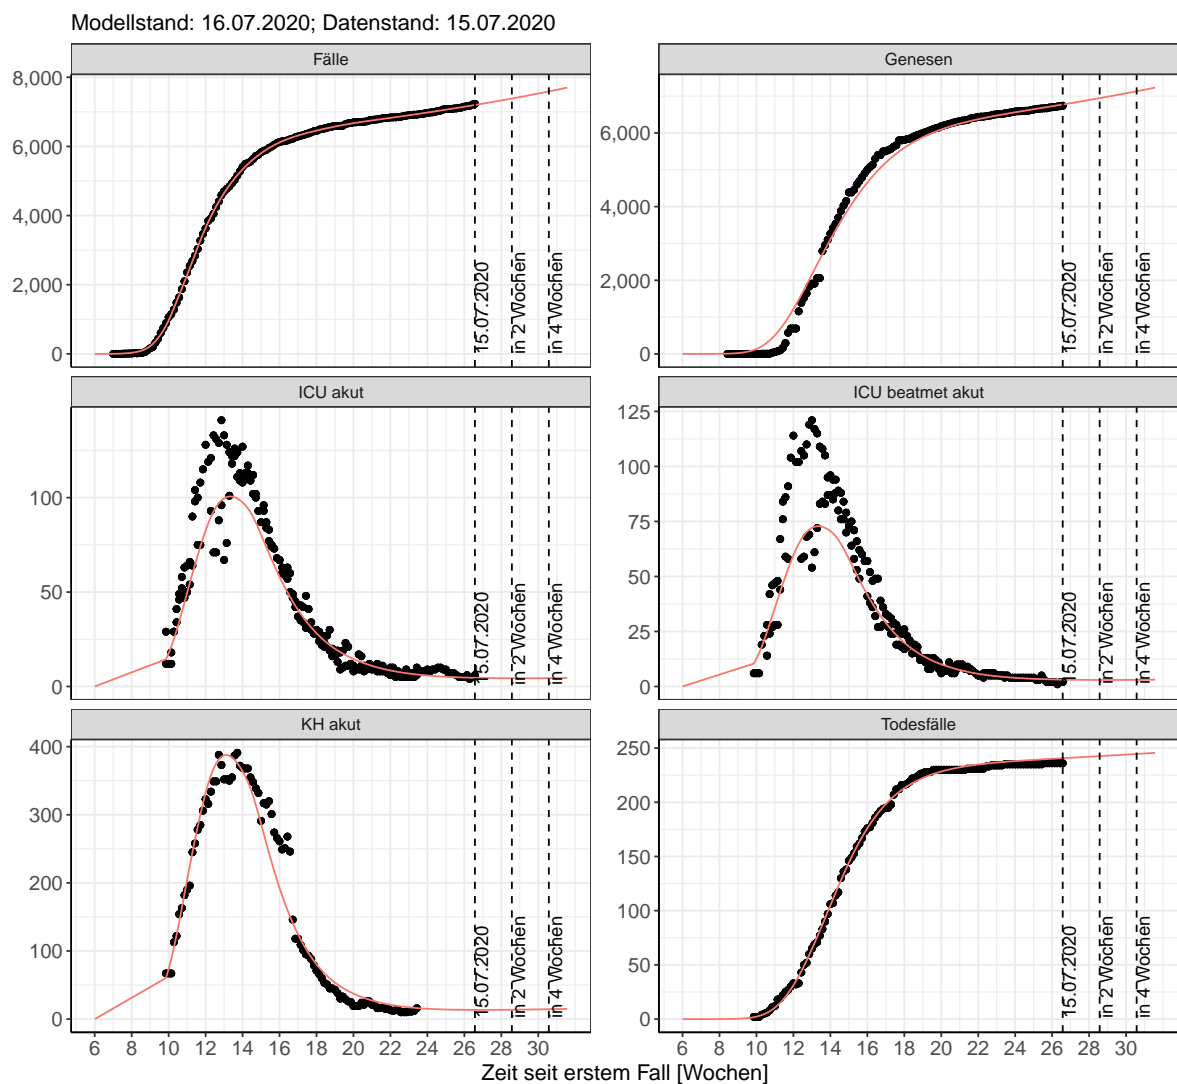 Modellstand: 16.07.2020; Datenstand: 15.07.2020
Fälle
8,000
6,000
4,000
2,000
0
15.07.2020
in 2 Wochen
in 4 Wochen
Genesen
6,000
4,000
2,000
0
15.07.2020
in 2 Wochen
in 4 Wochen
ICU akut
100
50
0
15.07.2020
in 2 Wochen
in 4 Wochen
ICU beatmet akut
125
100
75
50
25
0
15.07.2020
in 2 Wochen
in 4 Wochen
KH akut
400
300
200
100
0
15.07.2020
in 2 Wochen
in 4 Wochen
6 8 10 12 14 16 18 20 22 24 26 28 30
Todesfälle
250
200
150
100
50
0
15.07.2020
in 2 Wochen
in 4 Wochen
6 8 10 12 14 16 18 20 22 24 26 28 30
Zeit seit erstem Fall [Wochen]